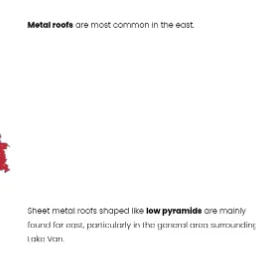 Metal roofs are most common in the east.
Sheet metal roofs shaped like low pyramids are mainly
found far east, particularly in the general area surrounding
Lake Van.